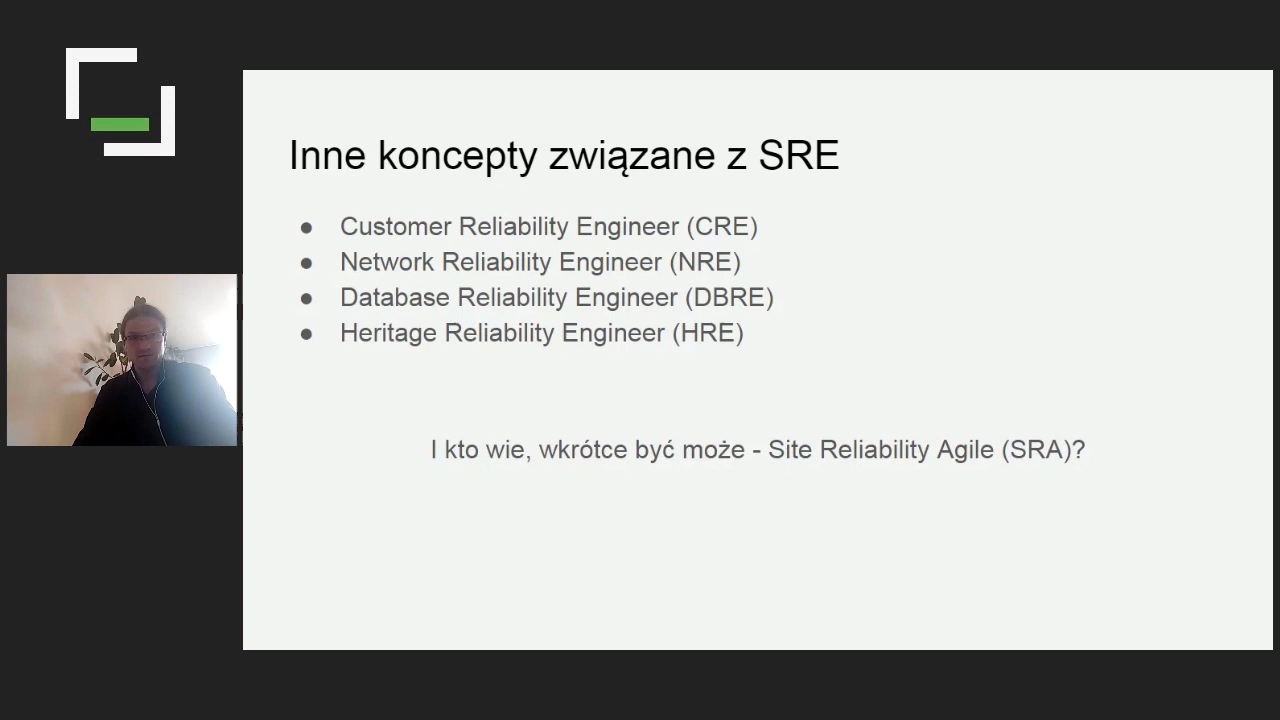 Inne koncepty związane z SRE
● Customer Reliability Engineer (CRE)
● Network Reliability Engineer (NRE)
● Database Reliability Engineer (DBRE)
● Heritage Reliability Engineer (HRE)
I kto wie, wkrótce być może - Site Reliability Agile (SRA)?